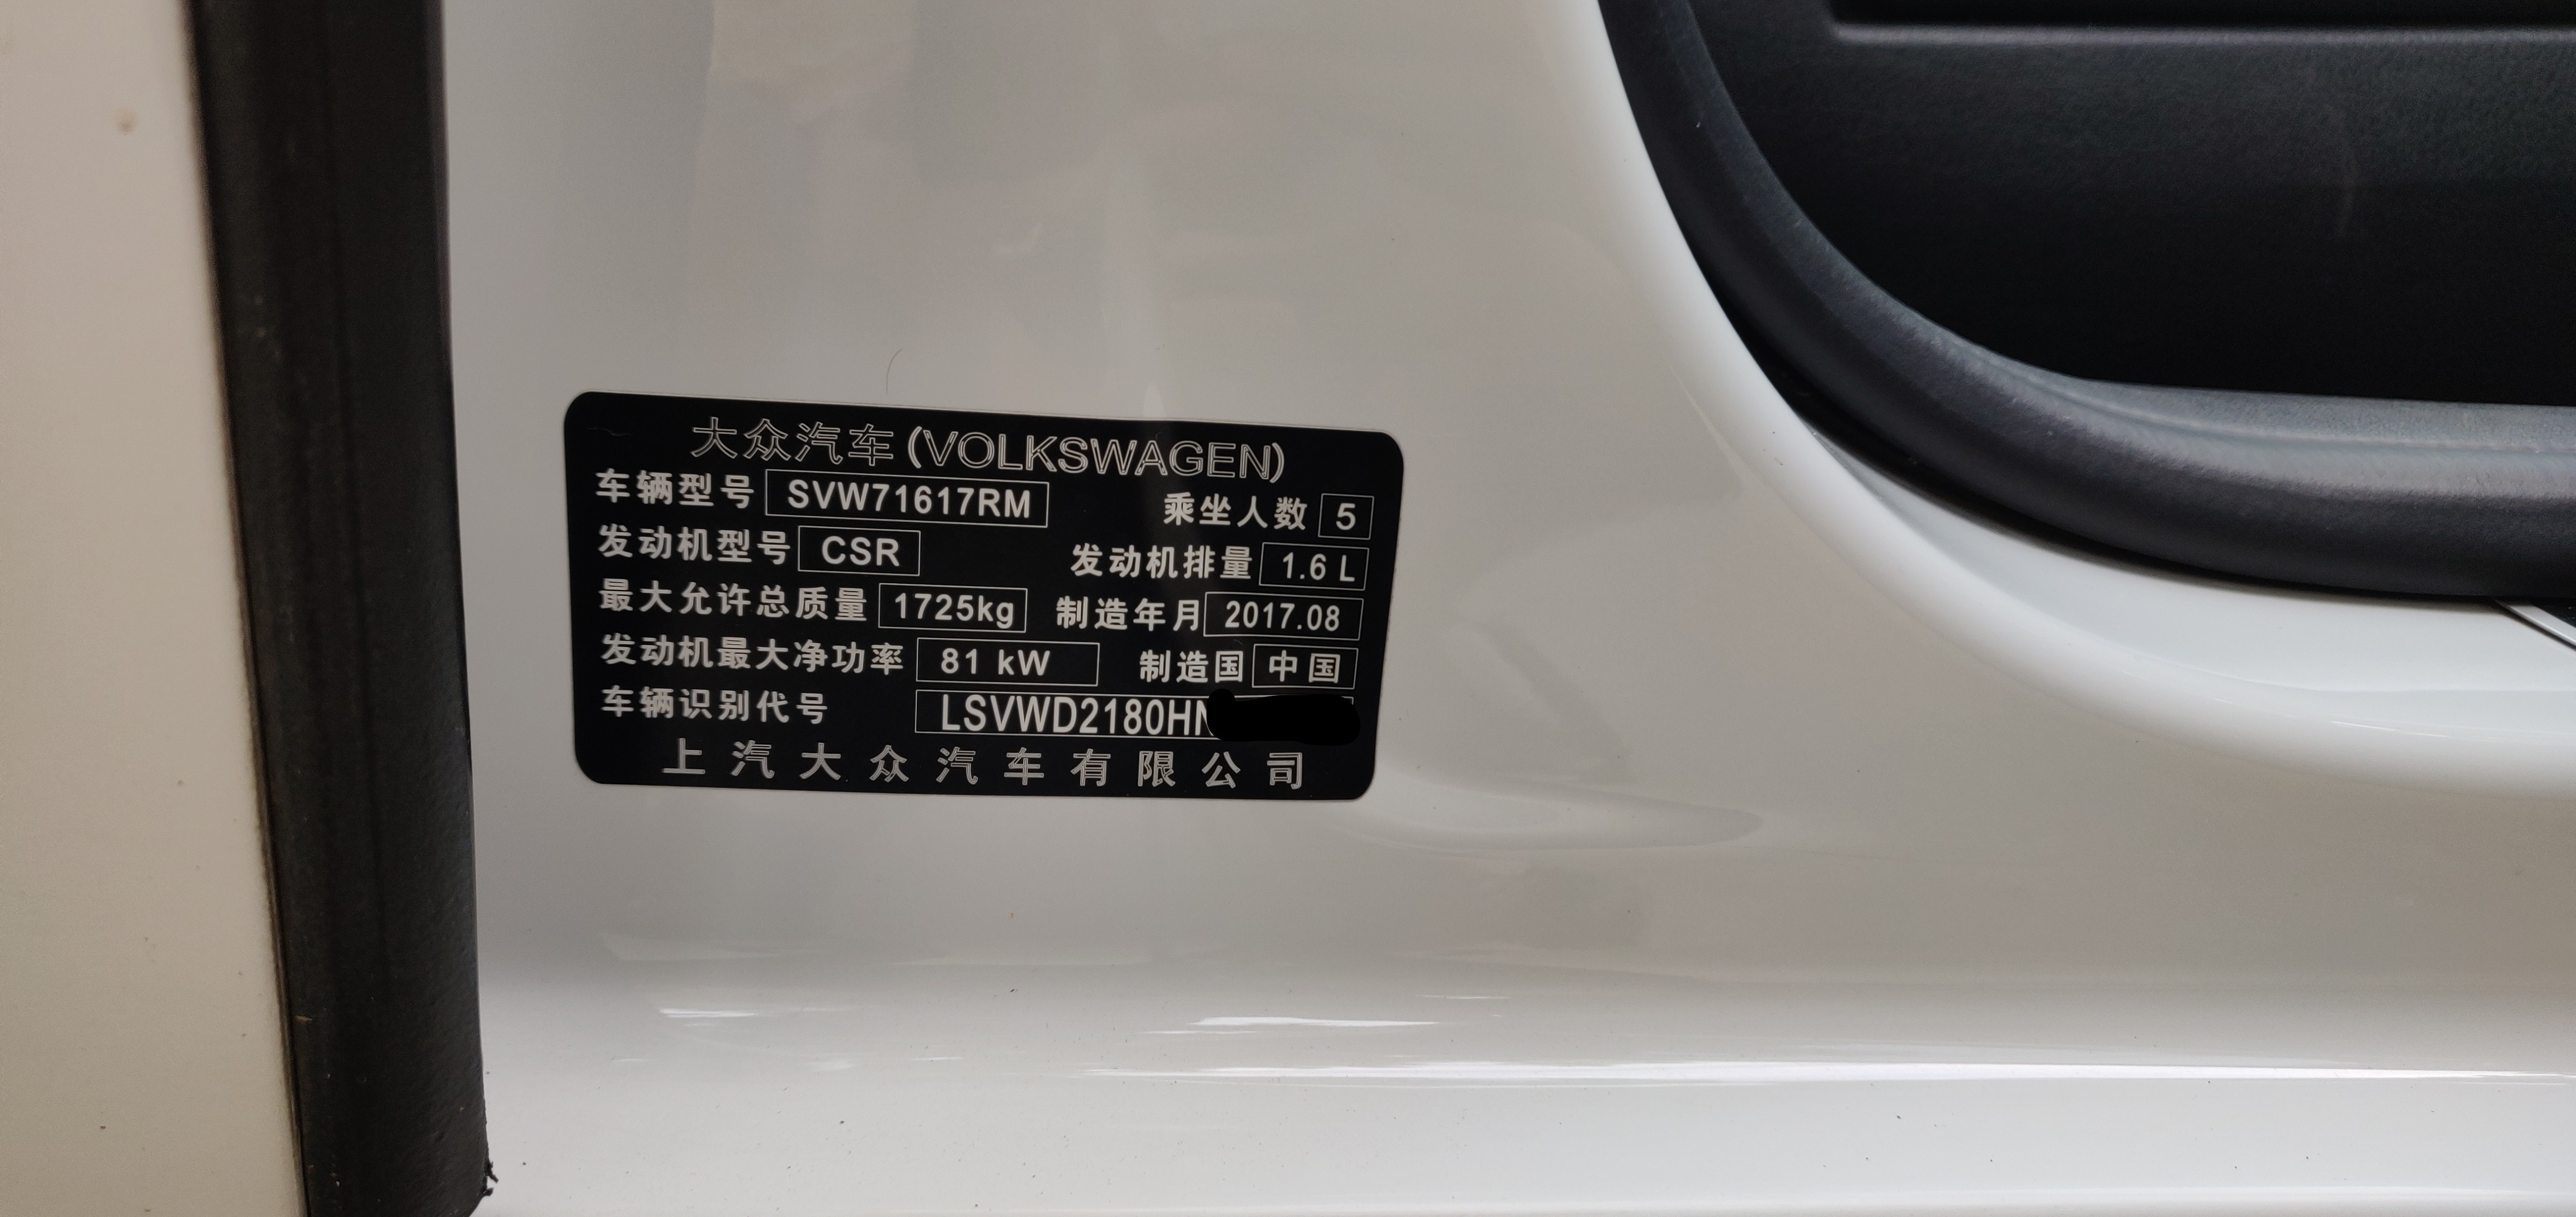 大众汽车(VOLKSWAGEN)
车辆型号 SVW71617RM 乘坐人数 5
发动机型号 CSR 发动机排量 1.6 L
最大允许总质量 1725kg 制造年月 2017.08
发动机最大净功率 81 kW 制造国 中国
车辆识别代号 LSVWD2180HN
上汽大众汽车有限公司